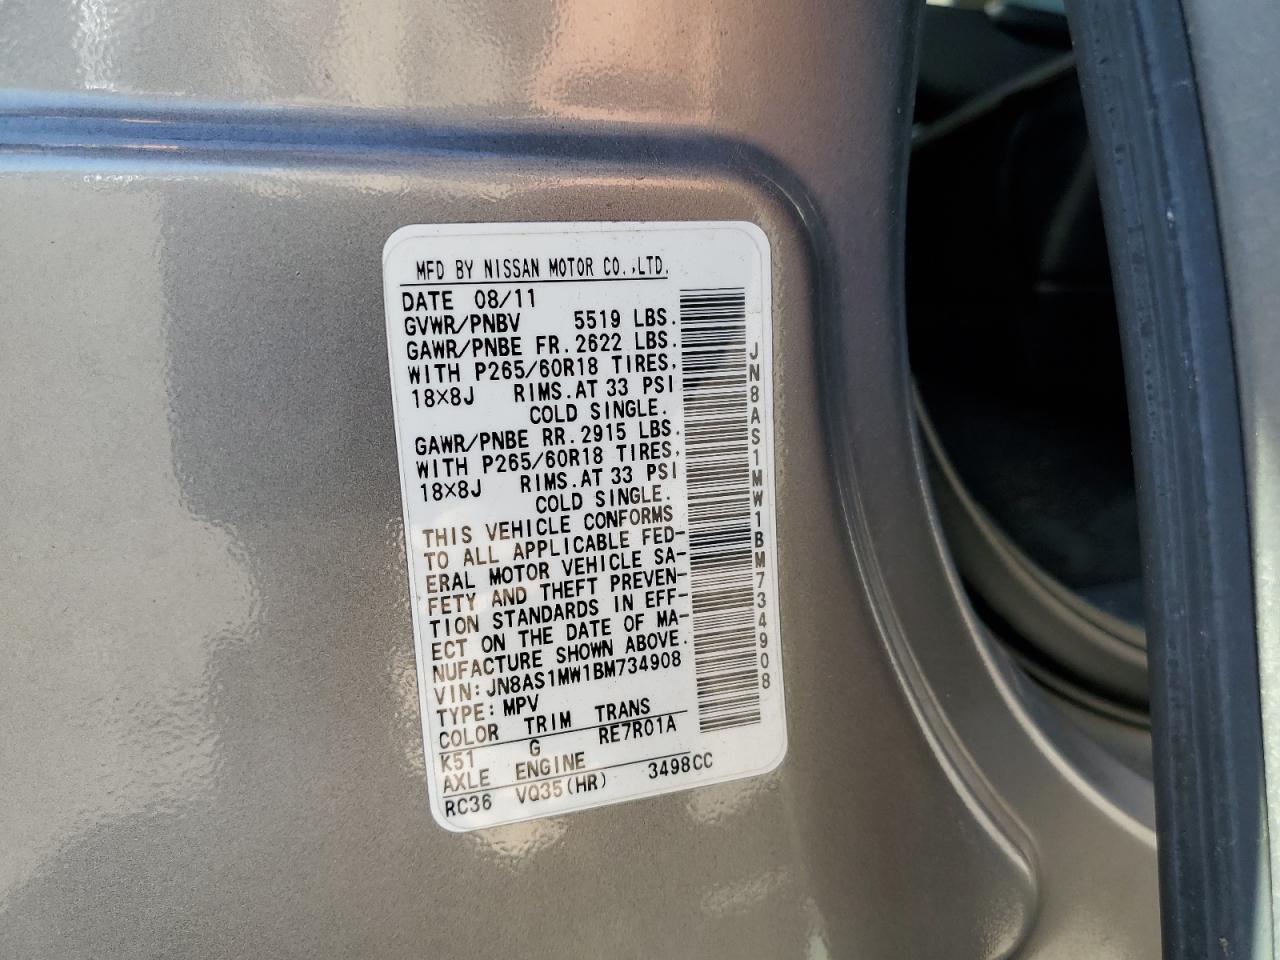 MFD BY NISSAN MOTOR CO.,LTD.
DATE 08/11
GVWR/PNBV 5519 LBS.
GAWR/PNBE FR. 2622 LBS.
WITH P265/60R18 TIRES,
18×8J RIMS. AT 33 PSI
COLD SINGLE.
GAWR/PNBE RR. 2915 LBS.
WITH P265/60R18 TIRES,
18×8J RIMS. AT 33 PSI
COLD SINGLE.
THIS VEHICLE CONFORMS
TO ALL APPLICABLE FED-
ERAL MOTOR VEHICLE SA-
FETY AND THEFT PREVEN-
TION STANDARDS IN EFF-
ECT ON THE DATE OF MA-
NUFACTURE SHOWN ABOVE.
VIN: JN8AS1MW1BM734908
TYPE: MPV
COLOR TRIM TRANS
K51 G RE7R01A
AXLE ENGINE
RC36 VQ35(HR) 3498CC
JN8AS1MW1BM734908